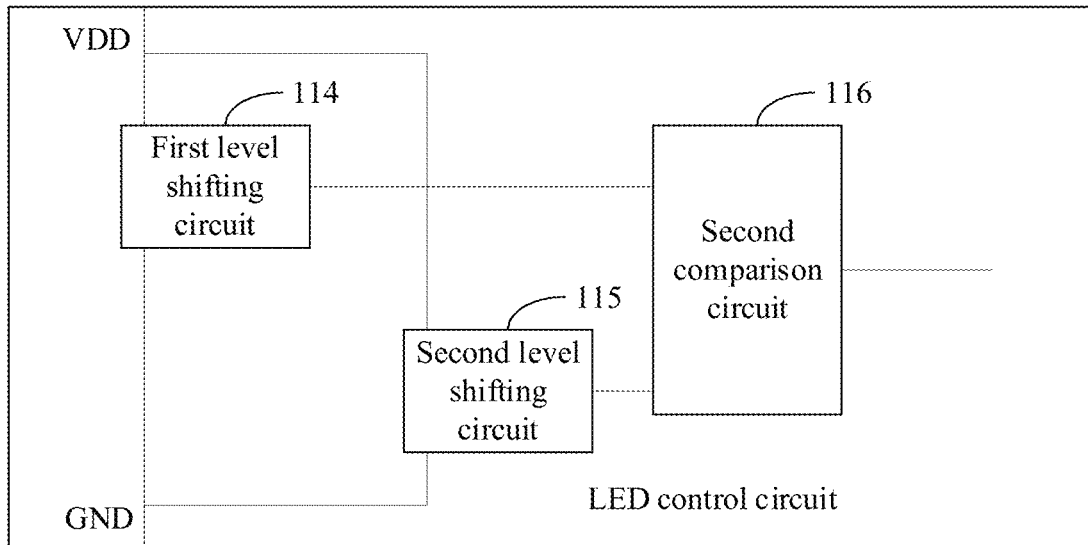 VDD
114
First level
shifting
circuit
116
Second
comparison
circuit
115
Second level
shifting
circuit
GND
LED control circuit